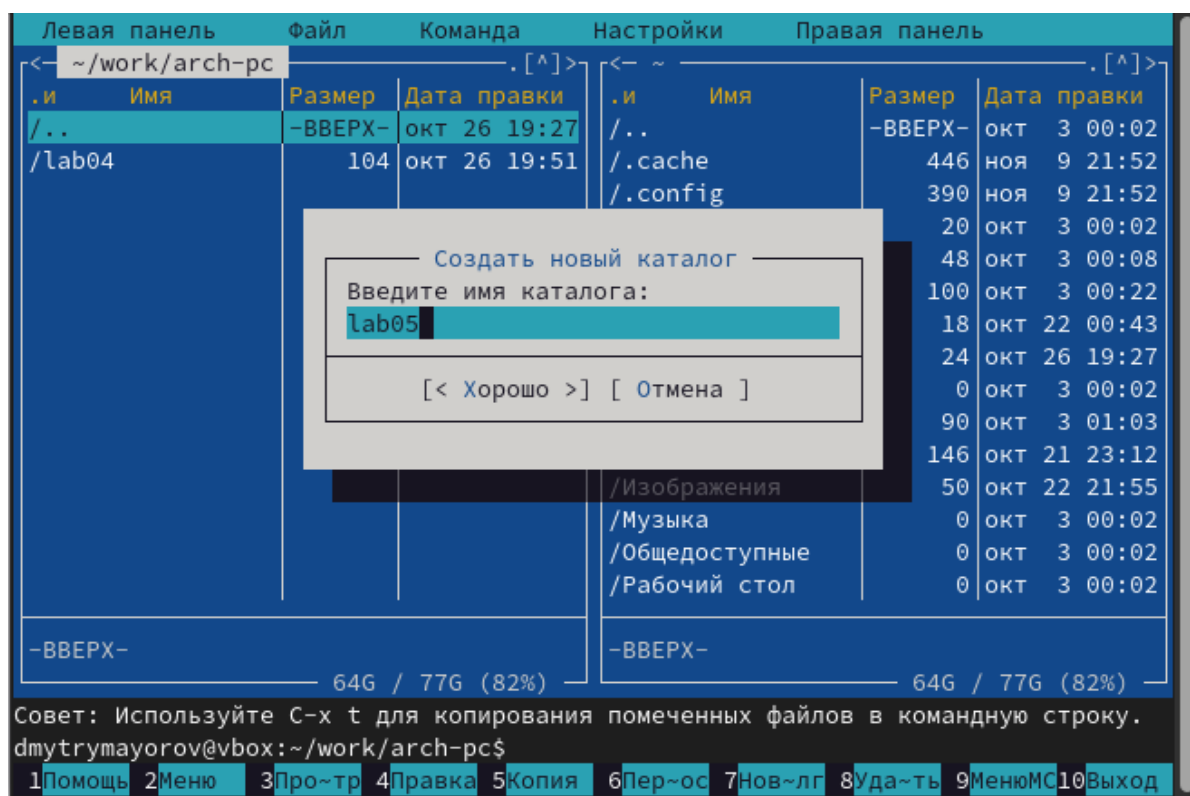 Левая панель Файл Команда Настройки Правая панель
<— ~/work/arch-pc .[^]> <— ~ .[^]>
.и Имя Размер Дата правки .и Имя Размер Дата правки
/.. -ВВЕРХ- окт 26 19:27 /.. -ВВЕРХ- окт 3 00:02
/lab04 104 окт 26 19:51 /.cache 446 ноя 9 21:52
/.config 390 ноя 9 21:52
20 окт 3 00:02
Создать новый каталог 48 окт 3 00:08
Введите имя каталога: 100 окт 3 00:22
lab05 18 окт 22 00:43
24 окт 26 19:27
[< Хорошо >] [ Отмена ] 0 окт 3 00:02
90 окт 3 01:03
146 окт 21 23:12
/Изображения 50 окт 22 21:55
/Музыка 0 окт 3 00:02
/Общедоступные 0 окт 3 00:02
/Рабочий стол 0 окт 3 00:02
-ВВЕРХ- -ВВЕРХ-
64G / 77G (82%) 64G / 77G (82%)
Совет: Используйте C-x t для копирования помеченных файлов в командную строку.
dmytrymayorov@vbox:~/work/arch-pc$
1Помощь 2Меню 3Про~тр 4Правка 5Копия 6Пер~ос 7Нов~лг 8Уда~ть 9МенюМС10Выход